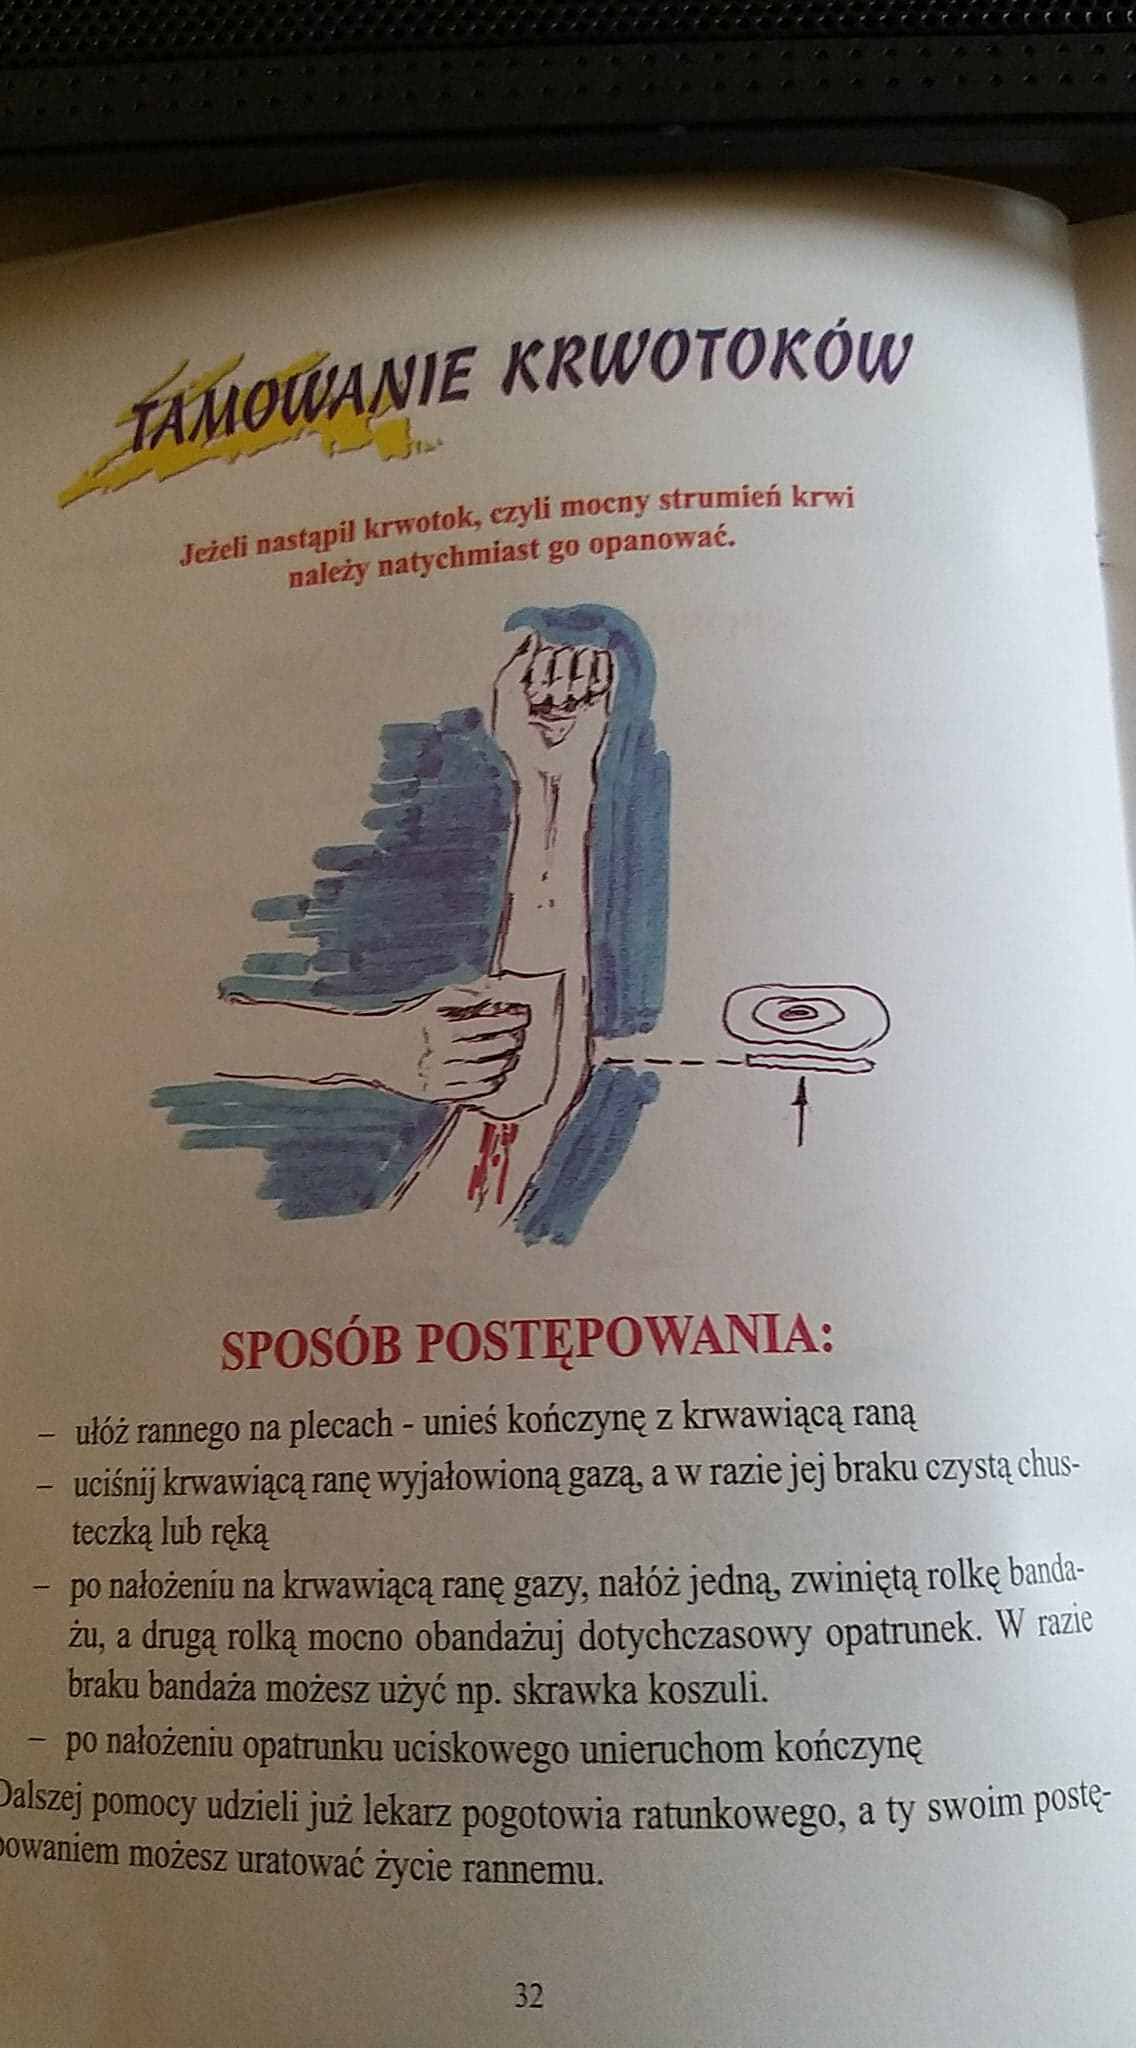 TAMOWANIE KRWOTOKÓW
Jeżeli nastąpił krwotok, czyli mocny strumień krwi
należy natychmiast go opanować.
SPOSÓB POSTĘPOWANIA:
– ułóż rannego na plecach - unieś kończynę z krwawiącą raną
– uciśnij krwawiącą ranę wyjałowioną gazą, a w razie jej braku czystą chus-
teczką lub ręką
– po nałożeniu na krwawiącą ranę gazy, nałóż jedną, zwiniętą rolkę banda-
żu, a drugą rolką mocno obandażuj dotychczasowy opatrunek. W razie
braku bandaża możesz użyć np. skrawka koszuli.
– po nałożeniu opatrunku uciskowego unieruchom kończynę
Dalszej pomocy udzieli już lekarz pogotowia ratunkowego, a ty swoim postę-
powaniem możesz uratować życie rannemu.
32